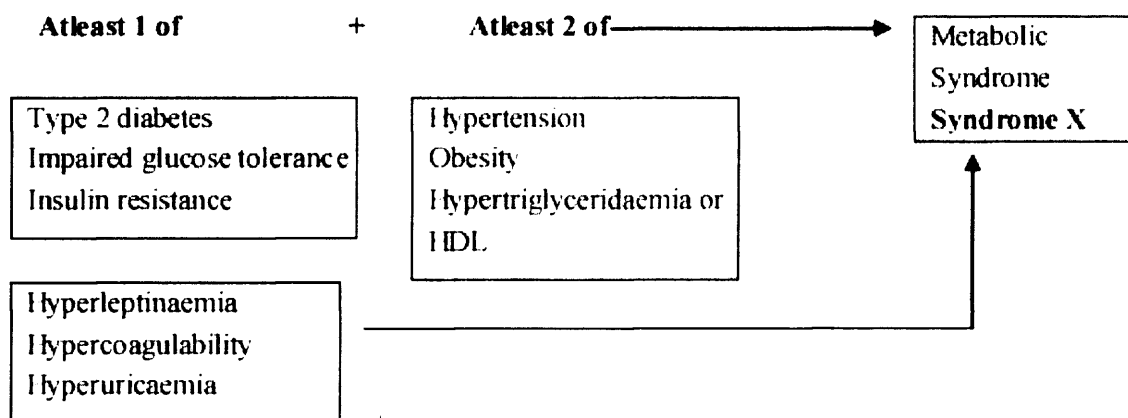 Atleast 1 of + Atleast 2 of
Metabolic
Syndrome
Syndrome X
Type 2 diabetes
Impaired glucose tolerance
Insulin resistance
Hypertension
Obesity
Hypertriglyceridaemia or
HDL
Hyperleptinaemia
Hypercoagulability
Hyperuricaemia